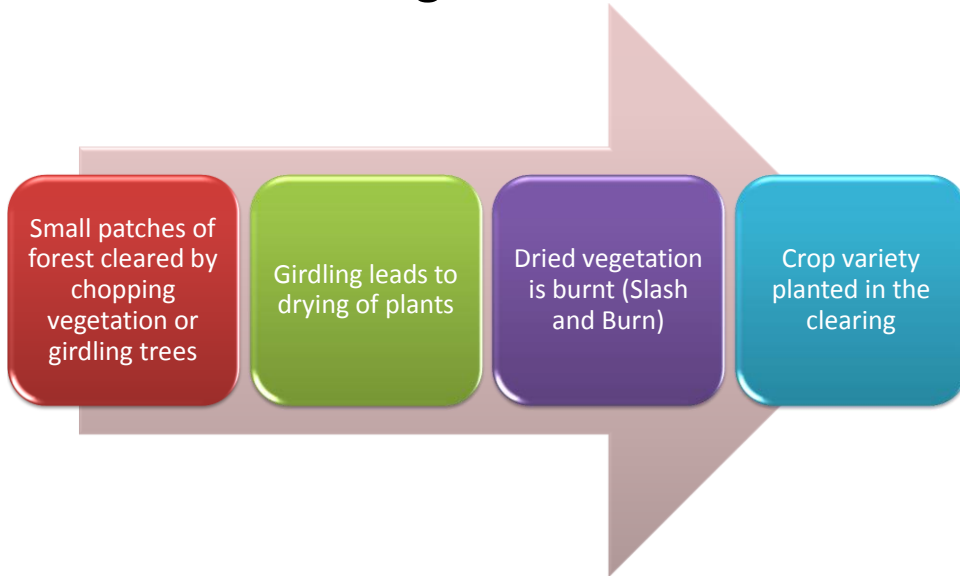 Small patches of
forest cleared by
chopping
vegetation or
girdling trees
Girdling leads to
drying of plants
Dried vegetation
is burnt (Slash
and Burn)
Crop variety
planted in the
clearing